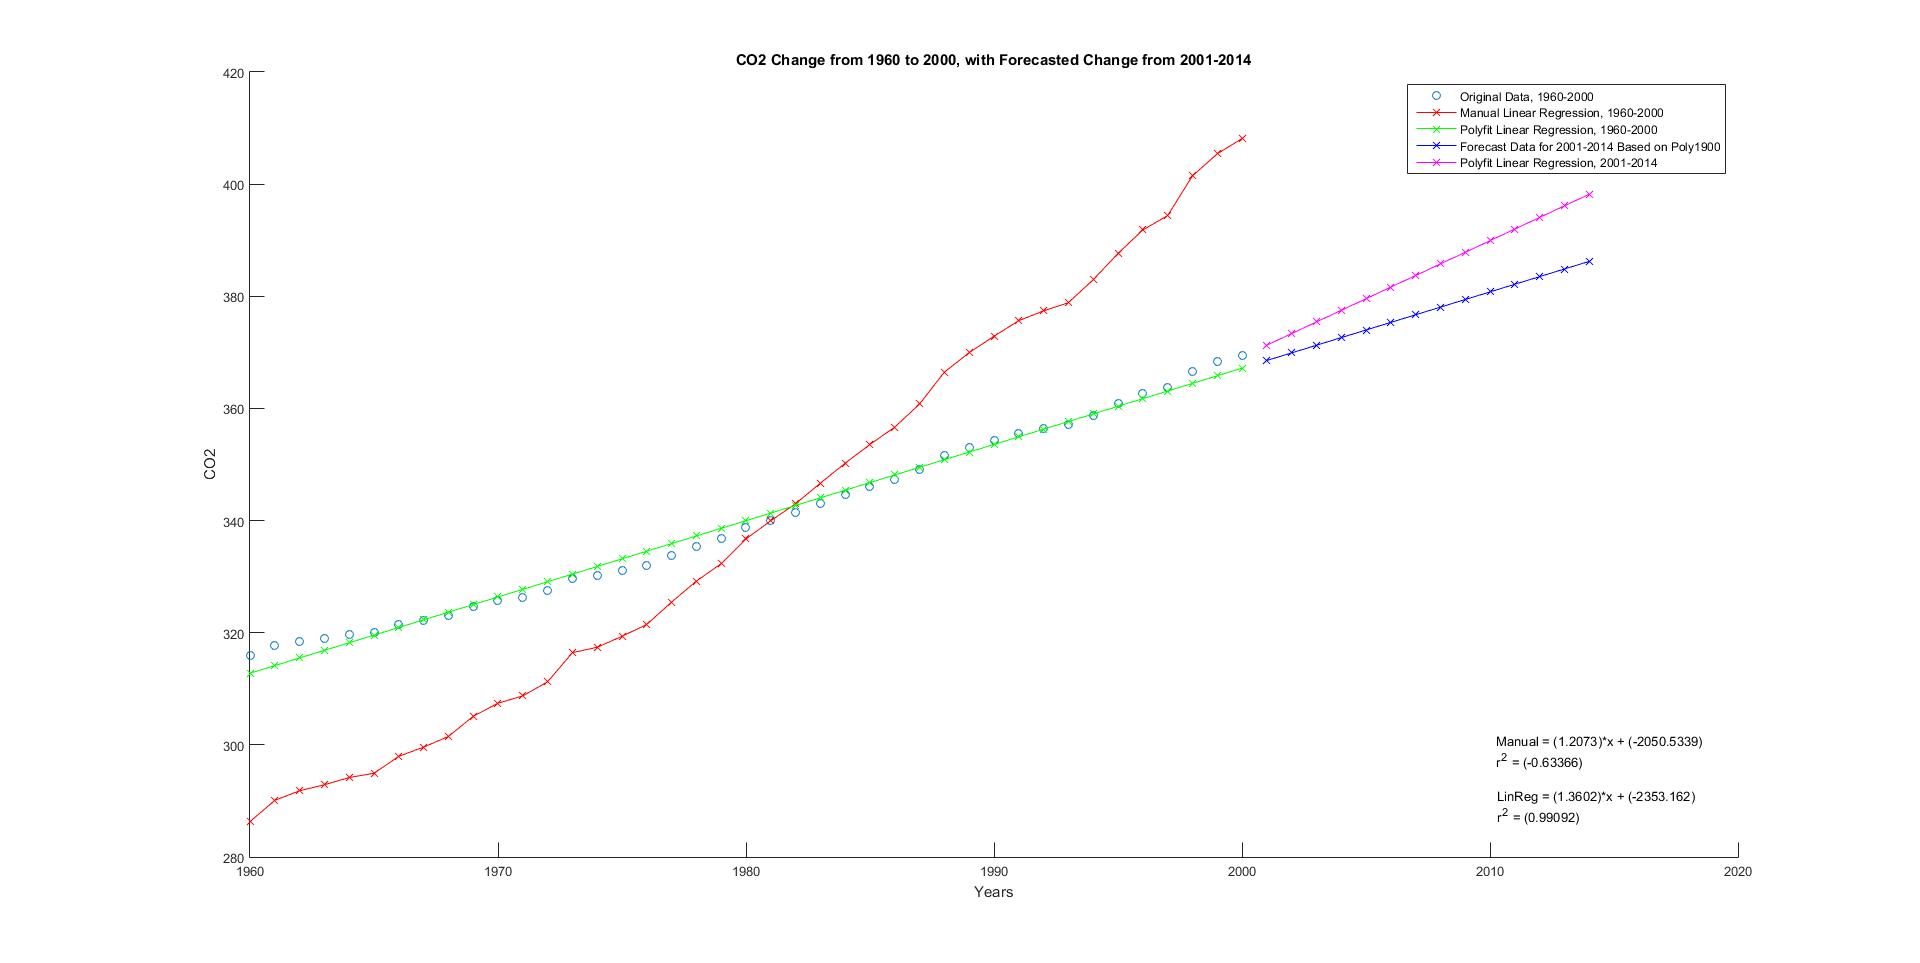 CO2 Change from 1960 to 2000, with Forecasted Change from 2001-2014
420
400
380
360
340
320
300
280
CO2
Original Data, 1960-2000
Manual Linear Regression, 1960-2000
Polyfit Linear Regression, 1960-2000
Forecast Data for 2001-2014 Based on Poly1900
Polyfit Linear Regression, 2001-2014
Manual = (1.2073)*x + (-2050.5339)
r² = (-0.63366)
LinReg = (1.3602)*x + (-2353.162)
r² = (0.99092)
1960 1970 1980 1990 2000 2010 2020
Years